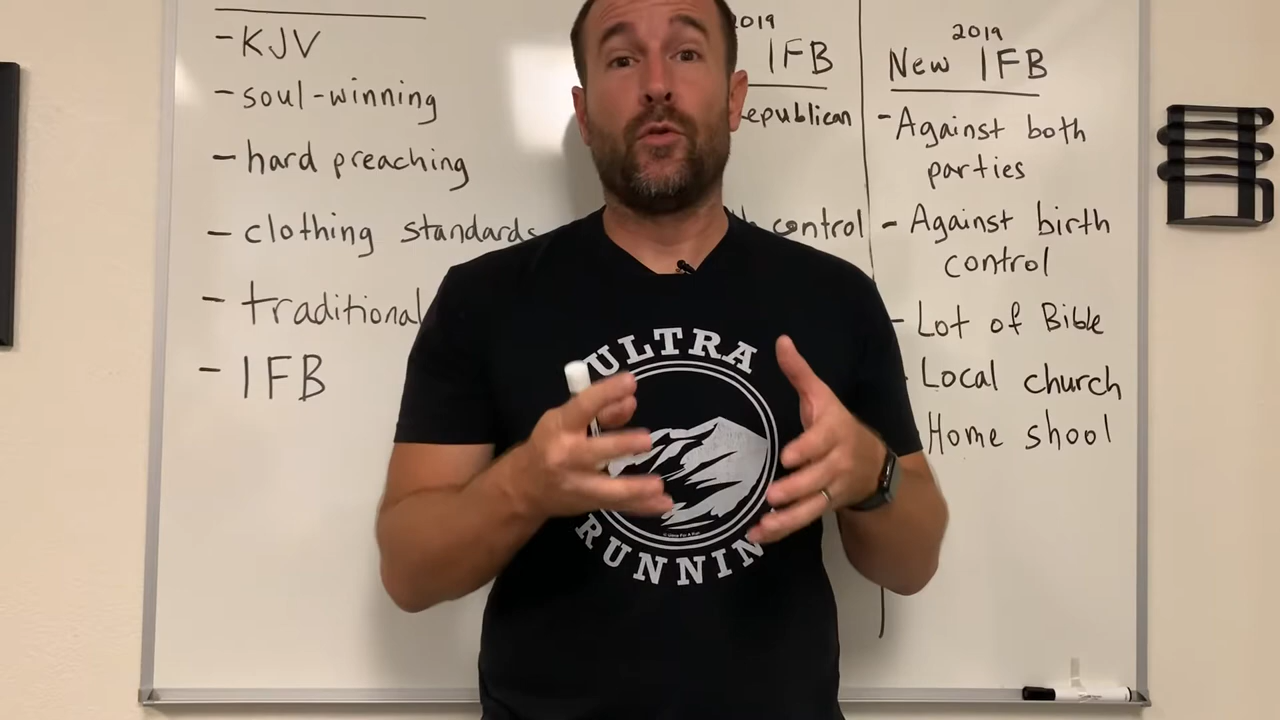 - KJV
- soul-winning
- hard preaching
- clothing standards
- traditional
- IFB
2019
IFB
epublican
control
2019
New IFB
- Against both
parties
- Against birth
control
- Lot of Bible
Local church
Home shool
ULTRA
RUNNIN